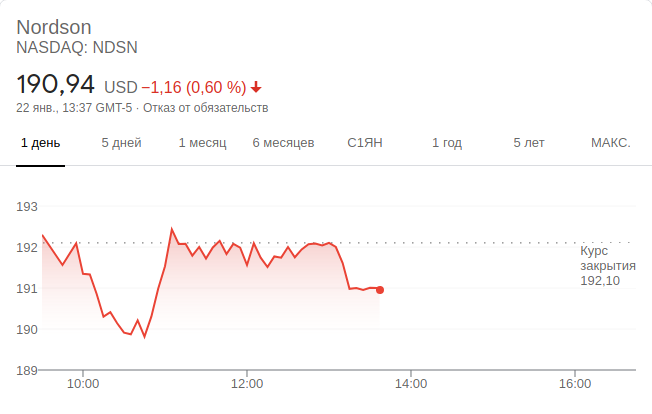 Nordson
NASDAQ: NDSN
190,94 USD −1,16 (0,60 %)
22 янв., 13:37 GMT-5 · Отказ от обязательств
1 день 5 дней 1 месяц 6 месяцев С1ЯН 1 год 5 лет МАКС.
193
192
Курс
закрытия
192,10
191
190
189
10:00 12:00 14:00 16:00